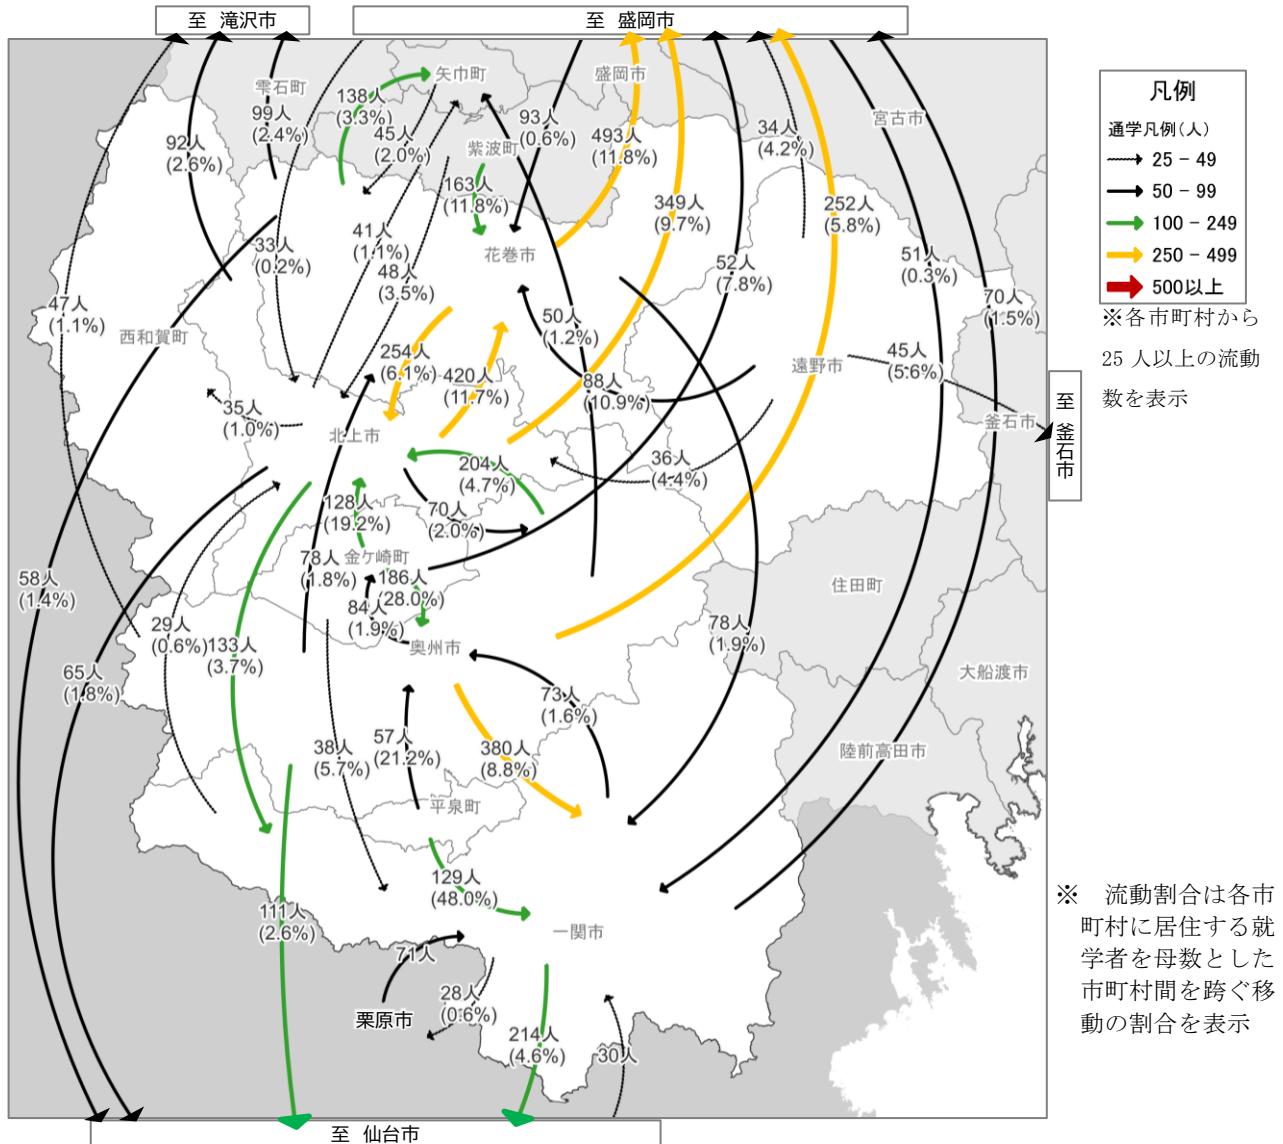 至 滝沢市
至 盛岡市
雫石町
矢巾町
盛岡市
宮古市
紫波町
138人
(3.3%)
99人
(2.4%)
92人
(2.6%)
45人
(2.0%)
93人
(0.6%)
493人
(11.8%)
34人
(4.2%)
163人
(11.8%)
349人
(9.7%)
252人
(5.8%)
花巻市
33人
(0.2%)
41人
(1.1%)
48人
(3.5%)
52人
(7.8%)
51人
(0.3%)
70人
(1.5%)
47人
(1.1%)
西和賀町
50人
(1.2%)
254人
(6.1%)
420人
(11.7%)
88人
(10.9%)
遠野市
45人
(5.6%)
釜石市
至 釜石市
35人
(1.0%)
北上市
204人
(4.7%)
36人
(4.4%)
128人
(19.2%)
70人
(2.0%)
金ケ崎町
78人
(1.8%)
186人
(28.0%)
84人
(1.9%)
奥州市
住田町
58人
(1.4%)
29人
(0.6%)
133人
(3.7%)
78人
(1.9%)
65人
(1.8%)
大船渡市
73人
(1.6%)
38人
(5.7%)
57人
(21.2%)
380人
(8.8%)
陸前高田市
平泉町
129人
(48.0%)
111人
(2.6%)
一関市
71人
栗原市
28人
(0.6%)
214人
(4.6%)
30人
至 仙台市
凡例
通学凡例(人)
25 - 49
50 - 99
100 - 249
250 - 499
500以上
※各市町村から
25 人以上の流動
数を表示
※ 流動割合は各市
町村に居住する就
学者を母数とした
市町村間を跨ぐ移
動の割合を表示